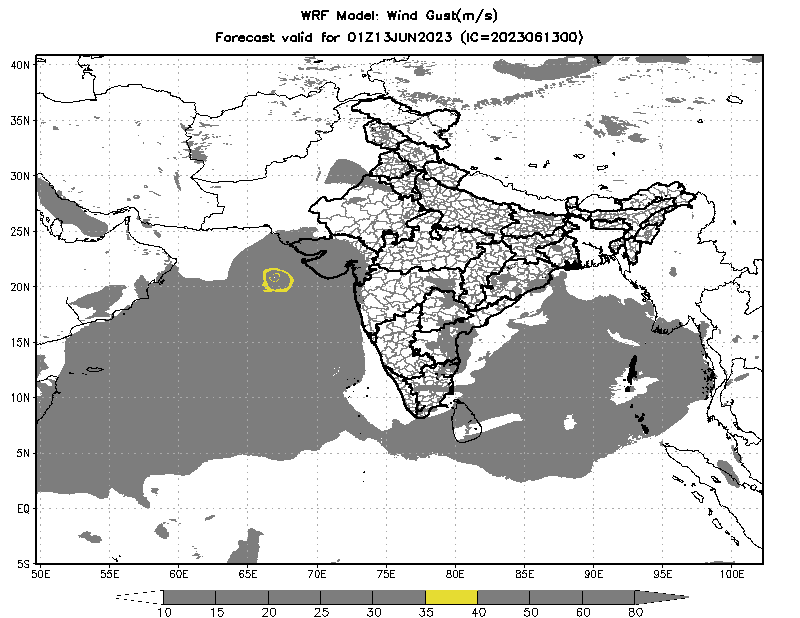 WRF Model: Wind Gust(m/s)
Forecast valid for 01Z13JUN2023 (IC=2023061300)
40N
35N
30N
25N
20N
15N
10N
5N
EQ
5S
50E 55E 60E 65E 70E 75E 80E 85E 90E 95E 100E
10 15 20 25 30 35 40 50 60 80